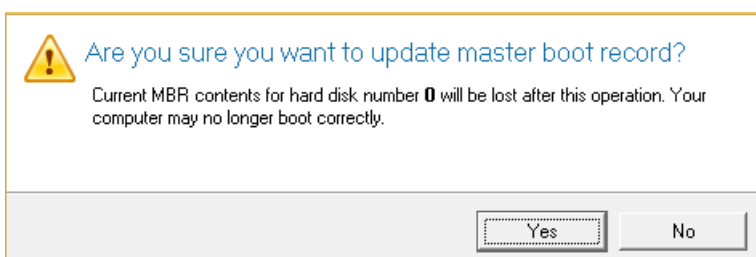 Are you sure you want to update master boot record?
Current MBR contents for hard disk number 0 will be lost after this operation. Your
computer may no longer boot correctly.
Yes
No